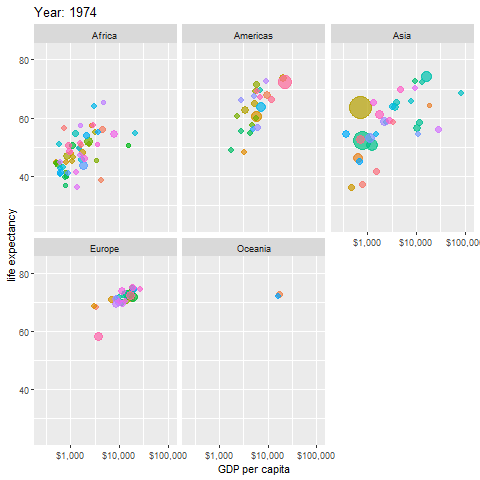 Year: 1974
Africa
Americas
Asia
80
60
40
$1,000
$10,000
$100,000
Europe
Oceania
80
60
40
$1,000
$10,000
$100,000
$1,000
$10,000
$100,000
life expectancy
GDP per capita